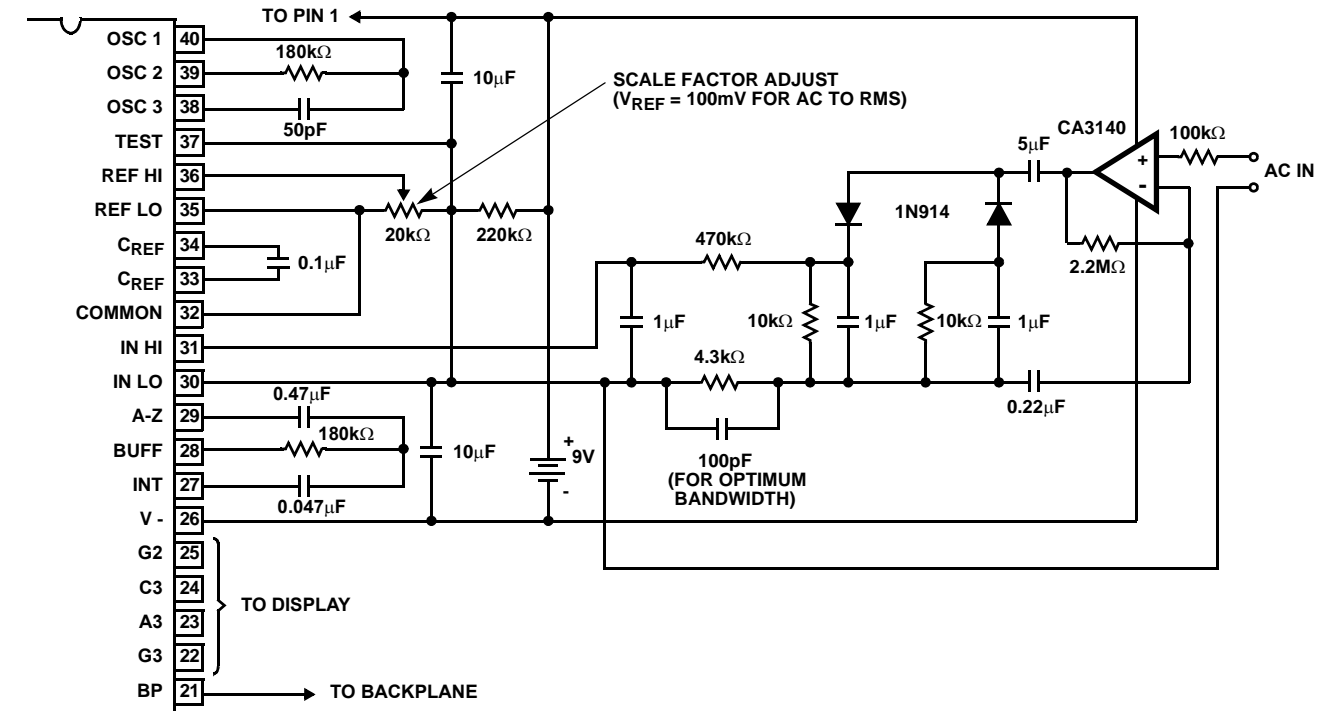 TO PIN 1
OSC 1 40
180kΩ
OSC 2 39
10μF
SCALE FACTOR ADJUST
(VREF = 100mV FOR AC TO RMS)
OSC 3 38
50pF
TEST 37
CA3140
5μF
100kΩ
+
-
AC IN
REF HI 36
REF LO 35
20kΩ
220kΩ
1N914
470kΩ
2.2MΩ
CREF 34
0.1μF
CREF 33
COMMON 32
1μF
10kΩ
1μF
10kΩ
1μF
IN HI 31
4.3kΩ
IN LO 30
0.47μF
0.22μF
A-Z 29
180kΩ
BUFF 28
10μF
+
9V
-
100pF
(FOR OPTIMUM
BANDWIDTH)
INT 27
0.047μF
V - 26
G2 25
C3 24
TO DISPLAY
A3 23
G3 22
BP 21
TO BACKPLANE